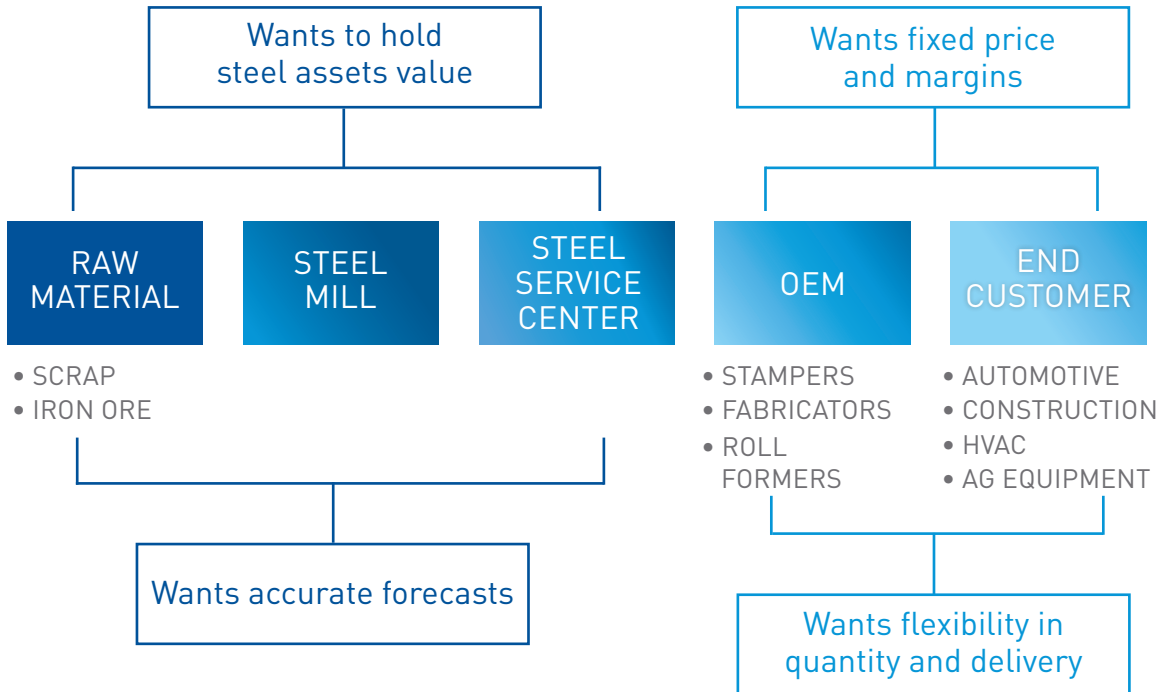 Wants to hold
steel assets value
Wants fixed price
and margins
RAW
MATERIAL
STEEL
MILL
STEEL
SERVICE
CENTER
OEM
END
CUSTOMER
• SCRAP
• IRON ORE
• STAMPERS
• FABRICATORS
• ROLL
FORMERS
• AUTOMOTIVE
• CONSTRUCTION
• HVAC
• AG EQUIPMENT
Wants accurate forecasts
Wants flexibility in
quantity and delivery